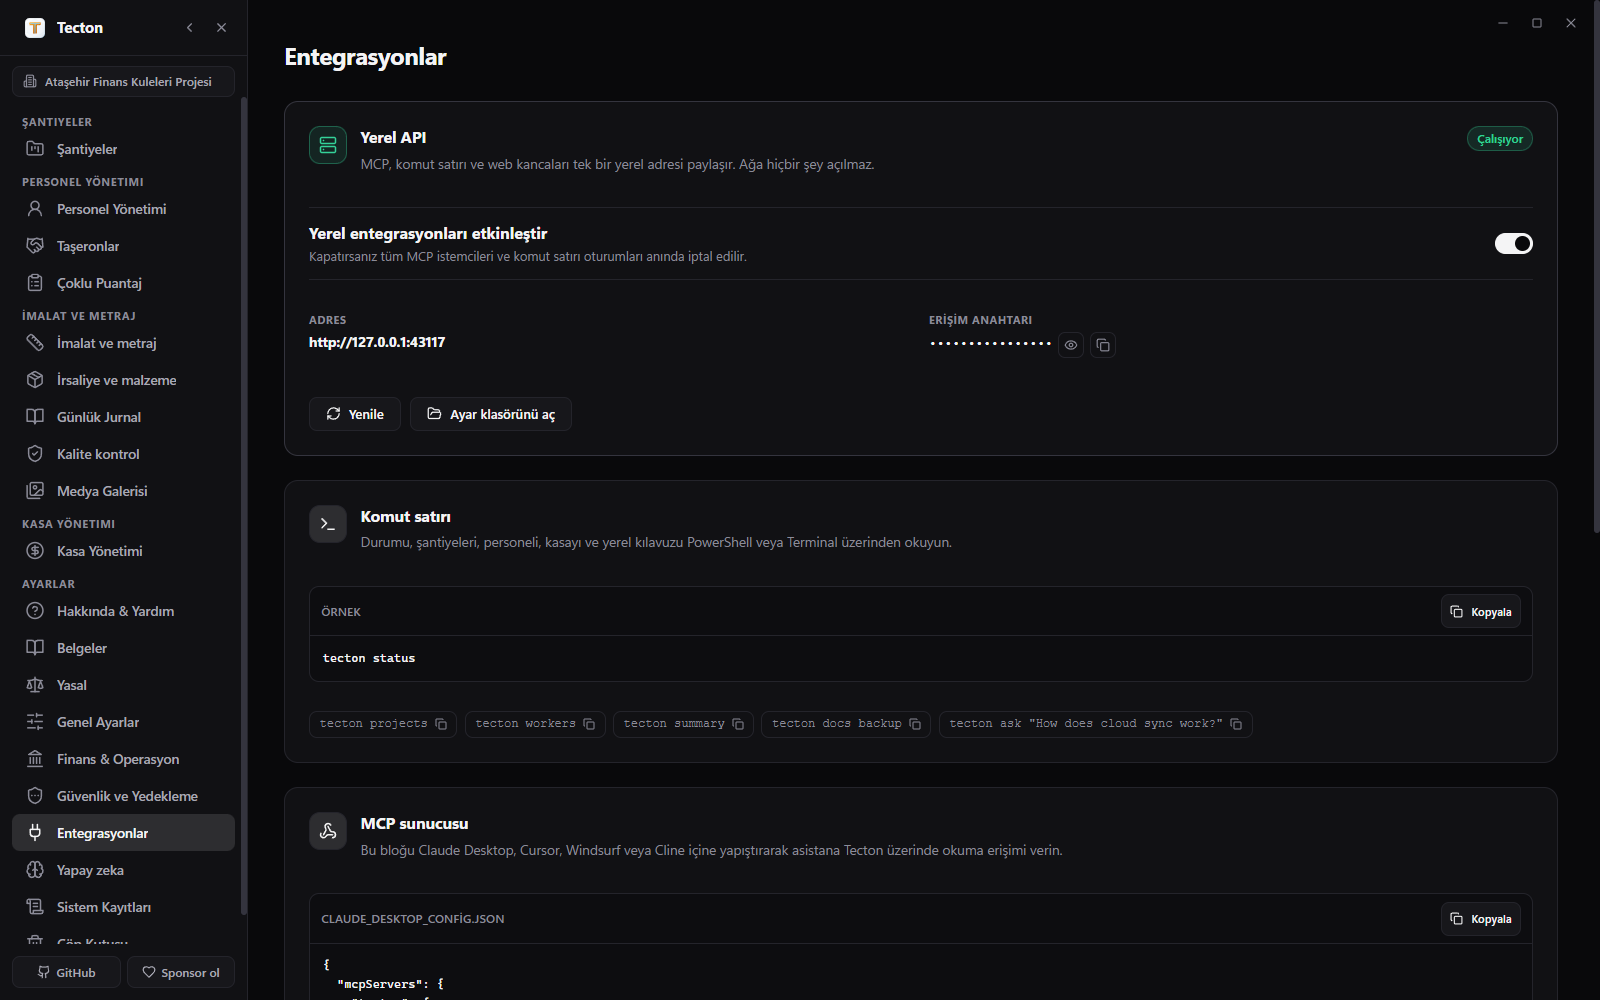 Tecton
Ataşehir Finans Kuleleri Projesi
ŞANTIYELER
Şantiyeler
PERSONEL YÖNETIMI
Personel Yönetimi
Taşeronlar
Çoklu Puantaj
İMALAT VE METRAJ
İmalat ve metraj
İrsaliye ve malzeme
Günlük Jurnal
Kalite kontrol
Medya Galerisi
KASA YÖNETIMI
Kasa Yönetimi
AYARLAR
Hakkında & Yardım
Belgeler
Yasal
Genel Ayarlar
Finans & Operasyon
Güvenlik ve Yedekleme
Entegrasyonlar
Yapay zeka
Sistem Kayıtları
Çöp Kutusu
GitHub
Sponsor ol
Entegrasyonlar
Yerel API
Çalışıyor
MCP, komut satırı ve web kancaları tek bir yerel adresi paylaşır. Ağa hiçbir şey açılmaz.
Yerel entegrasyonları etkinleştir
Kapatırsanız tüm MCP istemcileri ve komut satırı oturumları anında iptal edilir.
ADRES
http://127.0.0.1:43117
ERİŞİM ANAHTARI
••••••••••••••••
Yenile
Ayar klasörünü aç
Komut satırı
Durumu, şantiyeleri, personeli, kasayı ve yerel kılavuzu PowerShell veya Terminal üzerinden okuyun.
ÖRNEK
Kopyala
tecton status
tecton projects
tecton workers
tecton summary
tecton docs backup
tecton ask "How does cloud sync work?"
MCP sunucusu
Bu bloğu Claude Desktop, Cursor, Windsurf veya Cline içine yapıştırarak asistana Tecton üzerinde okuma erişimi verin.
CLAUDE_DESKTOP_CONFİG.JSON
Kopyala
{
"mcpServers": {